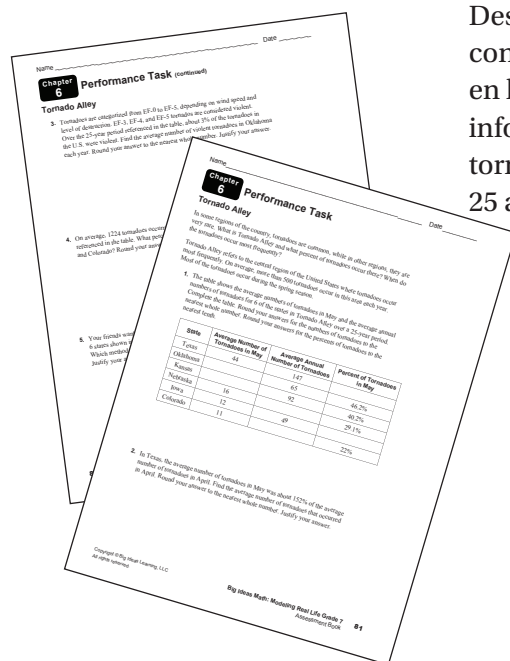 Name
Date
Chapter
6
Performance Task (continued)
Tornado Alley
3. Tornadoes are categorized from EF-0 to EF-5, depending on wind speed and
level of destruction. EF-3, EF-4, and EF-5 tornadoes are considered violent.
Over the 25-year period referenced in the table, about 3% of the tornadoes in
the U.S. were violent. Find the average number of violent tornadoes in Oklahoma
each year. Round your answer to the nearest whole number. Justify your answer.
4. On average, 1224 tornadoes occur
referenced in the table. What perc
and Colorado? Round your answ
5. Your friends wan
6 states shown i
Which method
Justify your a
Name
Date
Chapter
6
Performance Task
Tornado Alley
In some regions of the country, tornadoes are common, while in other regions, they are
very rare. What is Tornado Alley and what percent of tornadoes occur there? When do
the tornadoes occur most frequently?
Tornado Alley refers to the central region of the United States where tornadoes occur
most frequently. On average, more than 500 tornadoes occur in this area each year.
Most of the tornadoes occur during the spring season.
1. The table shows the average numbers of tornadoes in May and the average annual
numbers of tornadoes for 6 of the states in Tornado Alley over a 25-year period.
Complete the table. Round your answers for the numbers of tornadoes to the
nearest whole number. Round your answers for the percents of tornadoes to the
nearest tenth.
State Average Number of Tornadoes in May Average Annual Number of Tornadoes Percent of Tornadoes in May
Texas 44 147
Oklahoma 65 46.2%
Kansas 92 40.2%
Nebraska 16 29.1%
Iowa 12 49
Colorado 11 22%
2. In Texas, the average number of tornadoes in May was about 152% of the average
number of tornadoes in April. Find the average number of tornadoes that occurred
in April. Round your answer to the nearest whole number. Justify your answer.
Copyright © Big Ideas Learning, LLC
All rights reserved.
Big Ideas Math: Modeling Real Life Grade 7
Assessment Book 81
Des
con
en l
info
torn
25 a